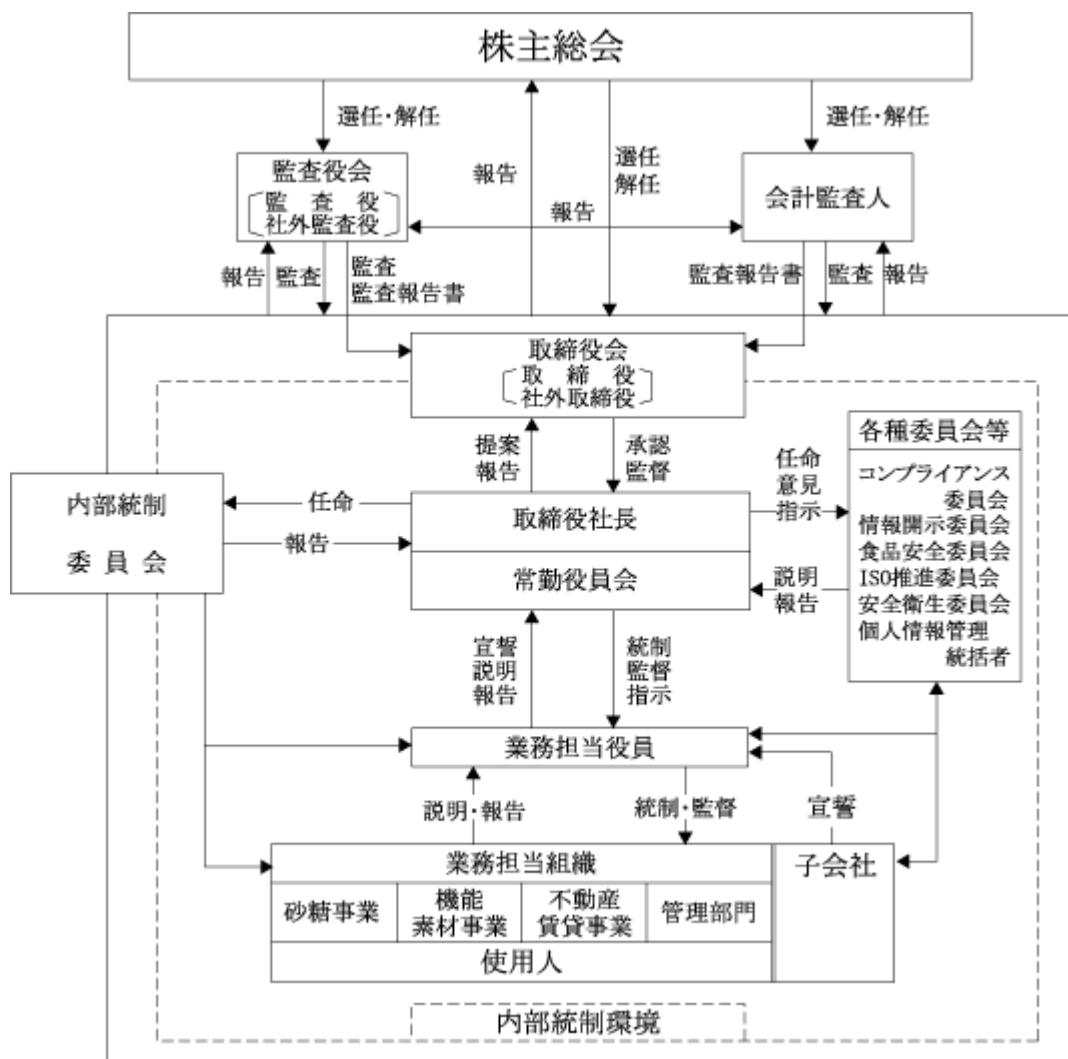 株主総会
選任・解任
選任・解任
選任
解任
報告
監査役会
監　査　役
社外監査役
会計監査人
報告
報告
監査
監査
監査報告書
監査報告書
監査
報告
取締役会
取　締　役
社外取締役
提案
報告
承認
監督
各種委員会等
コンプライアンス
委員会
情報開示委員会
食品安全委員会
ISO推進委員会
安全衛生委員会
個人情報管理
統括者
任命
意見
指示
説明
報告
内部統制
委 員 会
任命
報告
取締役社長
常勤役員会
宣誓
説明
報告
統制
監督
指示
業務担当役員
説明・報告
統制・監督
宣誓
業務担当組織
子会社
砂糖事業
機能
素材事業
不動産
賃貸事業
管理部門
使用人
内部統制環境